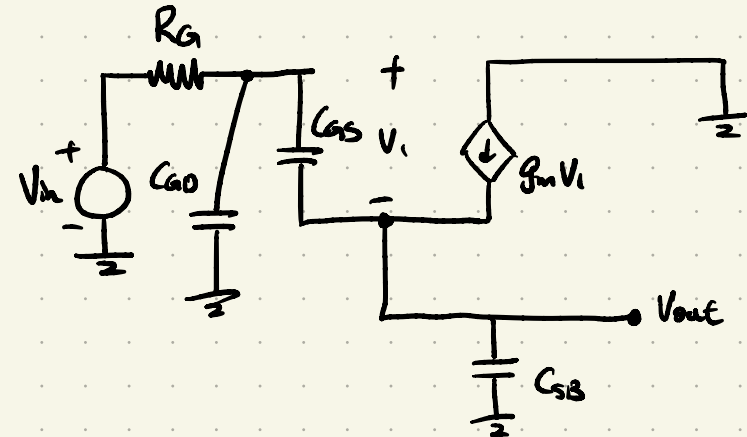 RG
+
CGS
V1
gmV1
+
Vin
-
CGD
-
Vout
CSB